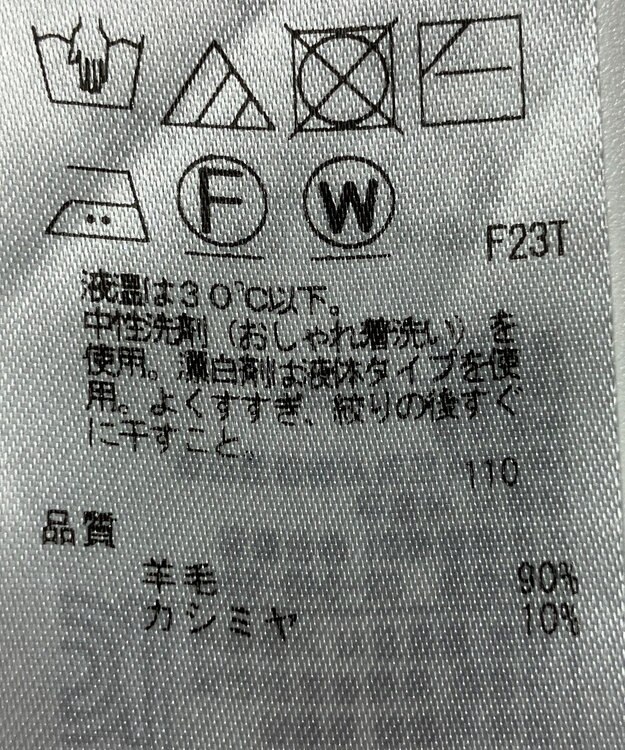 F W
F23T
液温は30℃以下。
中性洗剤(おしゃれ着洗い)を
使用。漂白剤は液体タイプを使
用。よくすすぎ、絞りの後すぐ
に干すこと。
110
品質
羊毛 90%
カシミヤ 10%